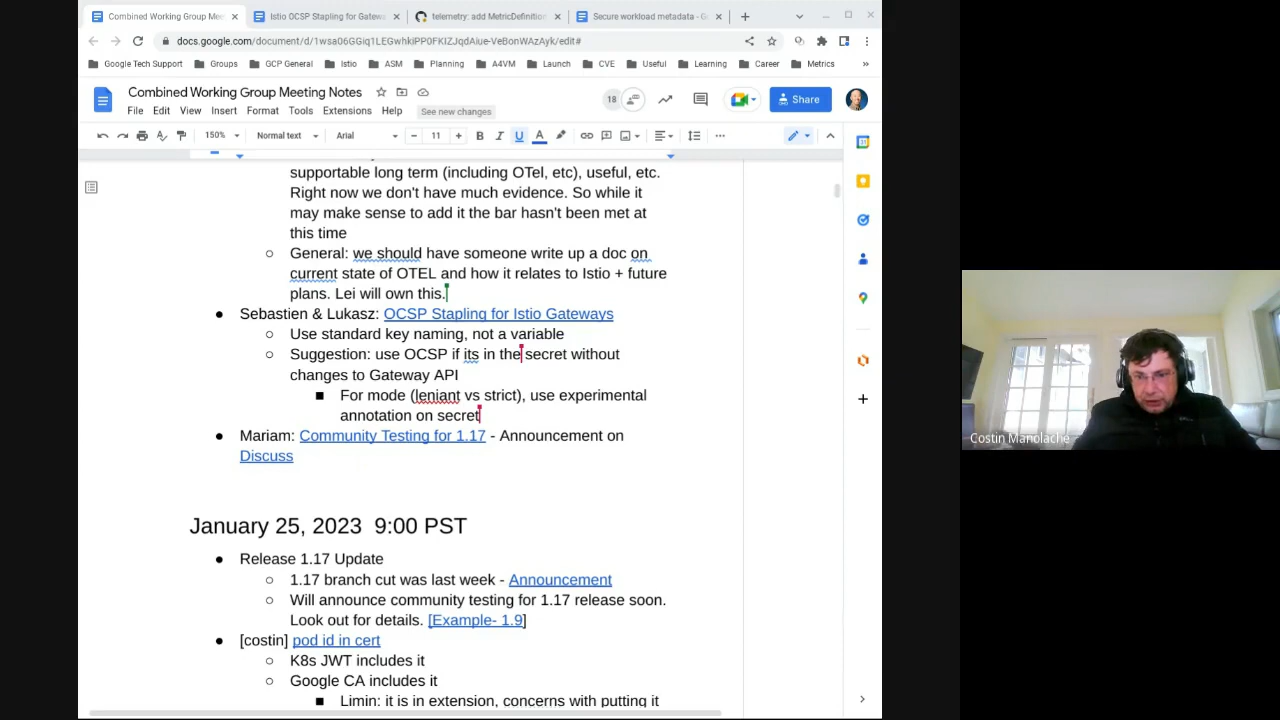 Combined Working Group Mee
Istio OCSP Stapling for Gatewa
telemetry: add MetricDefinition
Secure workload metadata - G
docs.google.com/document/d/1wsa06GGiq1LEGwhkiPP0FKIZJqdAiue-VeBonWAzAyk/edit#
Google Tech Support
Groups
GCP General
Istio
ASM
Planning
A4VM
Launch
CVE
Useful
Learning
Career
Metrics
»
Combined Working Group Meeting Notes
File Edit View Insert Format Tools Extensions Help See new changes
18
Share
150% Normal text Arial 11
supportable long term (including OTel, etc), useful, etc.
Right now we don't have much evidence. So while it
may make sense to add it the bar hasn't been met at
this time
General: we should have someone write up a doc on
current state of OTEL and how it relates to Istio + future
plans. Lei will own this.
Sebastien & Lukasz: OCSP Stapling for Istio Gateways
Use standard key naming, not a variable
Suggestion: use OCSP if its in the secret without
changes to Gateway API
For mode (leniant vs strict), use experimental
annotation on secret
Mariam: Community Testing for 1.17 - Announcement on
Discuss
January 25, 2023 9:00 PST
Release 1.17 Update
1.17 branch cut was last week - Announcement
Will announce community testing for 1.17 release soon.
Look out for details. [Example- 1.9]
[costin] pod id in cert
K8s JWT includes it
Google CA includes it
Limin: it is in extension, concerns with putting it
Costin Manolache